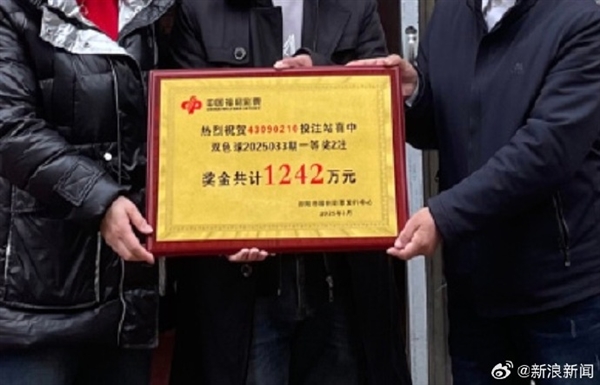 中国福利彩票
热烈祝贺43090210投注站喜中
双色球2025033期一等奖2注
奖金共计1242万元
@新浪新闻